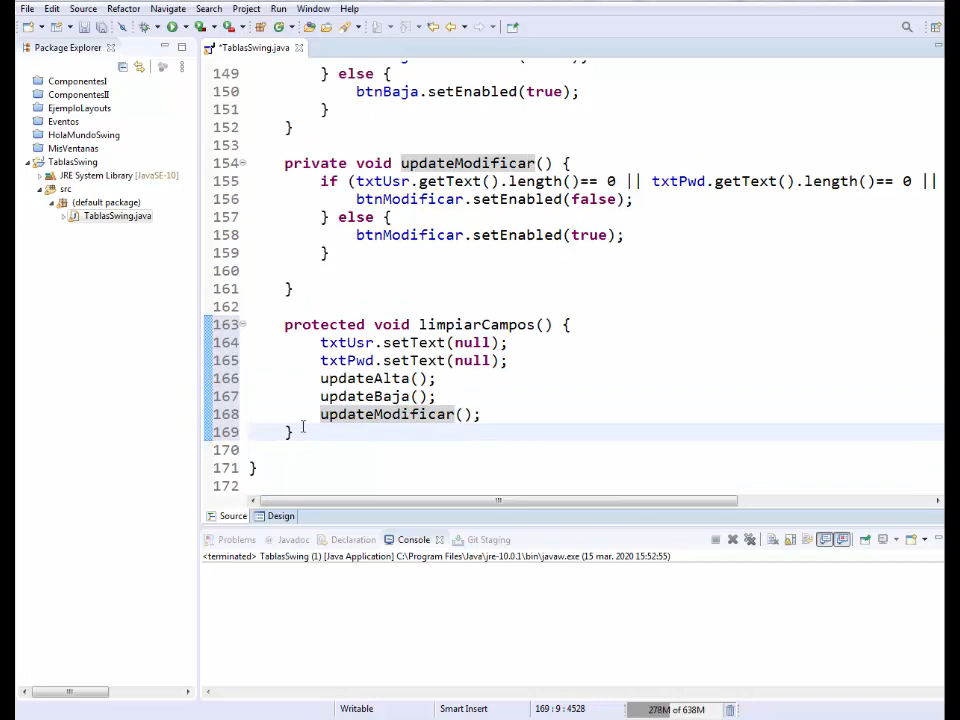 File Edit Source Refactor Navigate Search Project Run Window Help
Package Explorer
*TablasSwing.java
ComponentesI
ComponentesII
EjemploLayouts
Eventos
HolaMundoSwing
MisVentanas
TablasSwing
JRE System Library [JavaSE-10]
src
(default package)
TablasSwing.java
149 } else {
150 btnBaja.setEnabled(true);
151 }
152 }
153
154 private void updateModificar() {
155 if (txtUsr.getText().length()== 0 || txtPwd.getText().length()== 0 ||
156 btnModificar.setEnabled(false);
157 } else {
158 btnModificar.setEnabled(true);
159 }
160
161 }
162
163 protected void limpiarCampos() {
164 txtUsr.setText(null);
165 txtPwd.setText(null);
166 updateAlta();
167 updateBaja();
168 updateModificar();
169 }
170
171 }
172
Source Design
Problems Javadoc Declaration Console Git Staging
<terminated> TablasSwing (1) [Java Application] C:\Program Files\Java\jre-10.0.1\bin\javaw.exe (15 mar. 2020 15:52:55)
Writable Smart Insert 169 : 9 : 4528 278M of 638M